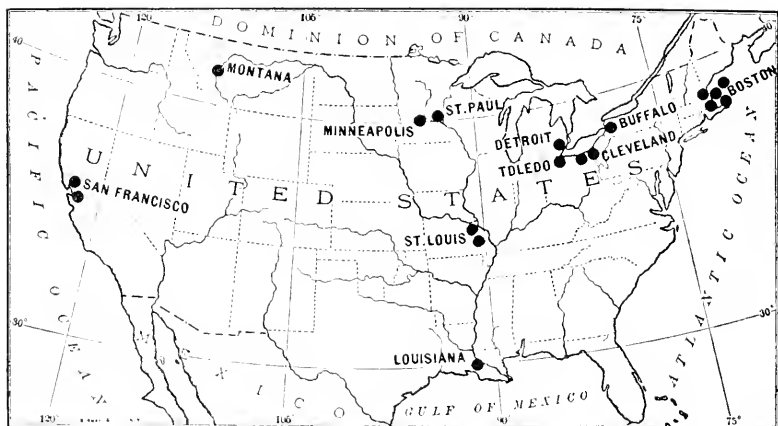 120 105 90 75
DOMINION OF CANADA
40 40
PACIFIC OCEAN
MONTANA
ST. PAUL
MINNEAPOLIS
BOSTON
BUFFALO
DETROIT
TOLEDO
CLEVELAND
UNITED STATES
SAN FRANCISCO
ST. LOUIS
ATLANTIC OCEAN
30° 30°
MEXICO
LOUISIANA
GULF OF MEXICO
120° 105 90 75